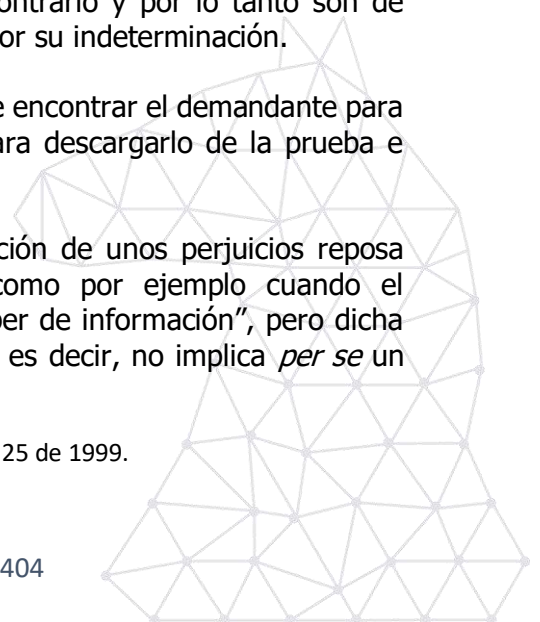 ontrario y por lo tanto son de
or su indeterminación.
e encontrar el demandante para
ara descargarlo de la prueba e
ción de unos perjuicios reposa
como por ejemplo cuando el
ber de información”, pero dicha
es decir, no implica per se un
25 de 1999.
404